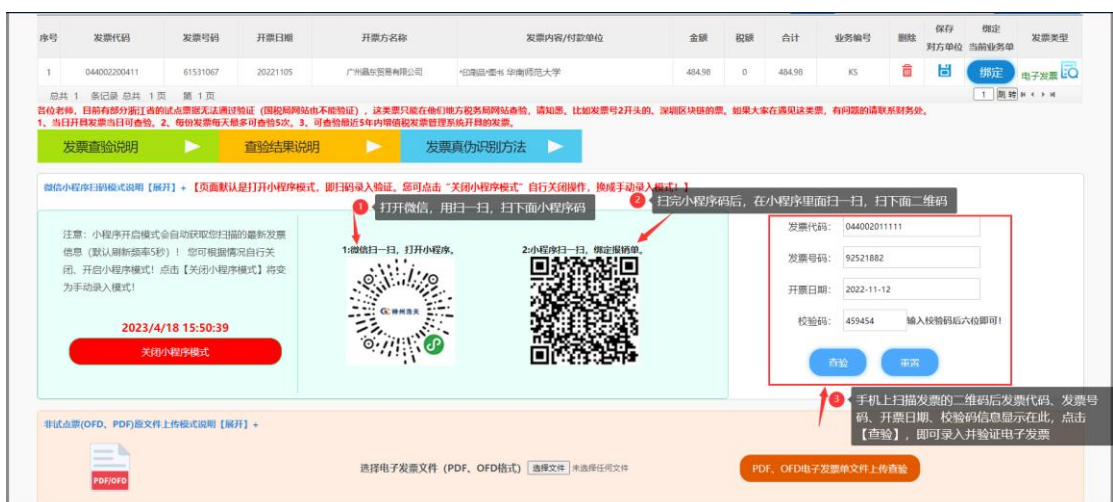 序号 发票代码 发票号码 开票日期 开票方名称 发票内容/付款单位 金额 税额 合计 业务编号 删除 保存对方单位 绑定当前业务单 发票类型
1 044002200411 61531067 20221105 *印刷品*图书 华南师范大学 484.98 0 484.98 KS 绑定 电子发票
总共 1 条记录 总共 1 页 第 1 页 1 跳转
各位老师，目前有部分浙江省的试点票据无法通过验证（国税局网站也不能验证），这类票只能在他们地方税务局网站查验，请知悉。比如发票号2开头的、深圳区块链的票。如果大家在遇见这类票，有问题的请联系财务处。
1、当日开具发票当日可查验。2、每份发票每天最多可查验5次。3、可查验最近5年内增值税发票管理系统开具的发票。
发票查验说明 查验结果说明 发票真伪识别方法
微信小程序扫码模式说明【展开】+ 【页面默认是打开小程序模式，即扫码录入验证。您可点击“关闭小程序模式”自行关闭操作，换成手动录入模式！】
1 打开微信，用扫一扫，扫下面小程序码
2 扫完小程序码后，在小程序里面扫一扫，扫下面二维码
注意：小程序开启模式会自动获取您扫描的最新发票
信息（默认刷新频率5秒）！您可根据情况自行关
闭、开启小程序模式！点击【关闭小程序模式】将变
为手动录入模式！
2023/4/18 15:50:39
关闭小程序模式
1:微信扫一扫，打开小程序。
神州浩天
2:小程序扫一扫，绑定报销单。
发票代码： 044002011111
发票号码： 92521882
开票日期： 2022-11-12
校验码： 459454 输入校验码后六位即可！
查验 重置
3 手机上扫描发票的二维码后发票代码、发票号
码、开票日期、校验码信息显示在此，点击
【查验】，即可录入并验证电子发票
非试点票(OFD、PDF)原文件上传模式说明【展开】+
PDF/OFD
选择电子发票文件（PDF、OFD格式） 选择文件 未选择任何文件
PDF、OFD电子发票单文件上传查验